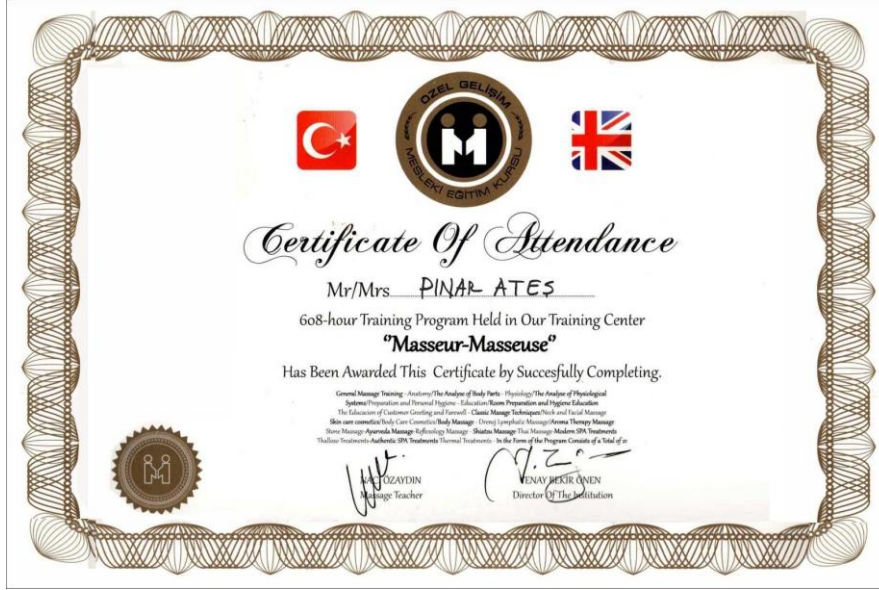 ÖZEL GELİŞİM
MESLEKİ EĞİTİM KURSU
Certificate Of Attendance
Mr/Mrs PINAR ATEŞ
608-hour Training Program Held in Our Training Center
"Masseur-Masseuse"
Has Been Awarded This Certificate by Succesfully Completing.
General Massage Training - Anatomy/The Analyse of Body Parts - Physiology/The Analyse of Physiological
Systems/Preparation and Personal Hygiene - Education/Room Preparation and Hygiene Education
The Educacion of Customer Greeting and Farewell - Classic Masage Techniques/Neck and Facial Massage
Skin care cosmetics/Body Care Cosmetics/Body Massage - Drenaj Lymphatic Massage/Aroma Therapy Massage
Stone Massage-Ayurveda Massage-Reflexology Massage - Shiatsu Massage Thai Massage-Modern SPA Treatments
Thallaso Treatments-Authentic SPA Treatments Thermal Treatments - In the Form of the Program Consists of a Total of
ÖZAYDIN
VENAY BEKIR ÖNEN
Massage Teacher
Director Of The Institution